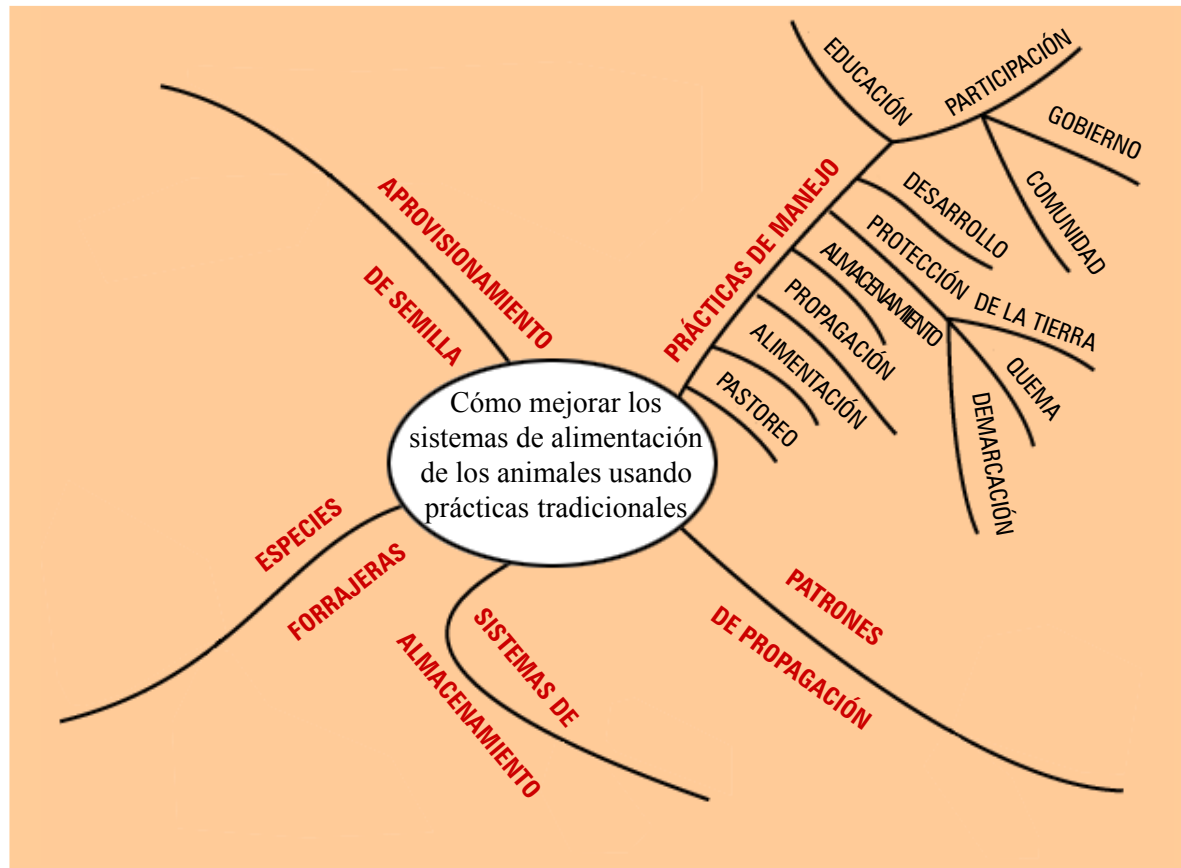 EDUCACIÓN
PARTICIPACIÓN
GOBIERNO
COMUNIDAD
PRÁCTICAS DE MANEJO
DESARROLLO
PROTECCIÓN DE LA TIERRA
QUEMA
DEMARCACIÓN
ALMACENAMIENTO
PROPAGACIÓN
ALIMENTACIÓN
PASTOREO
APROVISIONAMIENTO
DE SEMILLA
Cómo mejorar los
sistemas de alimentación
de los animales usando
prácticas tradicionales
ESPECIES
FORRAJERAS
SISTEMAS DE
ALMACENAMIENTO
PATRONES
DE PROPAGACIÓN